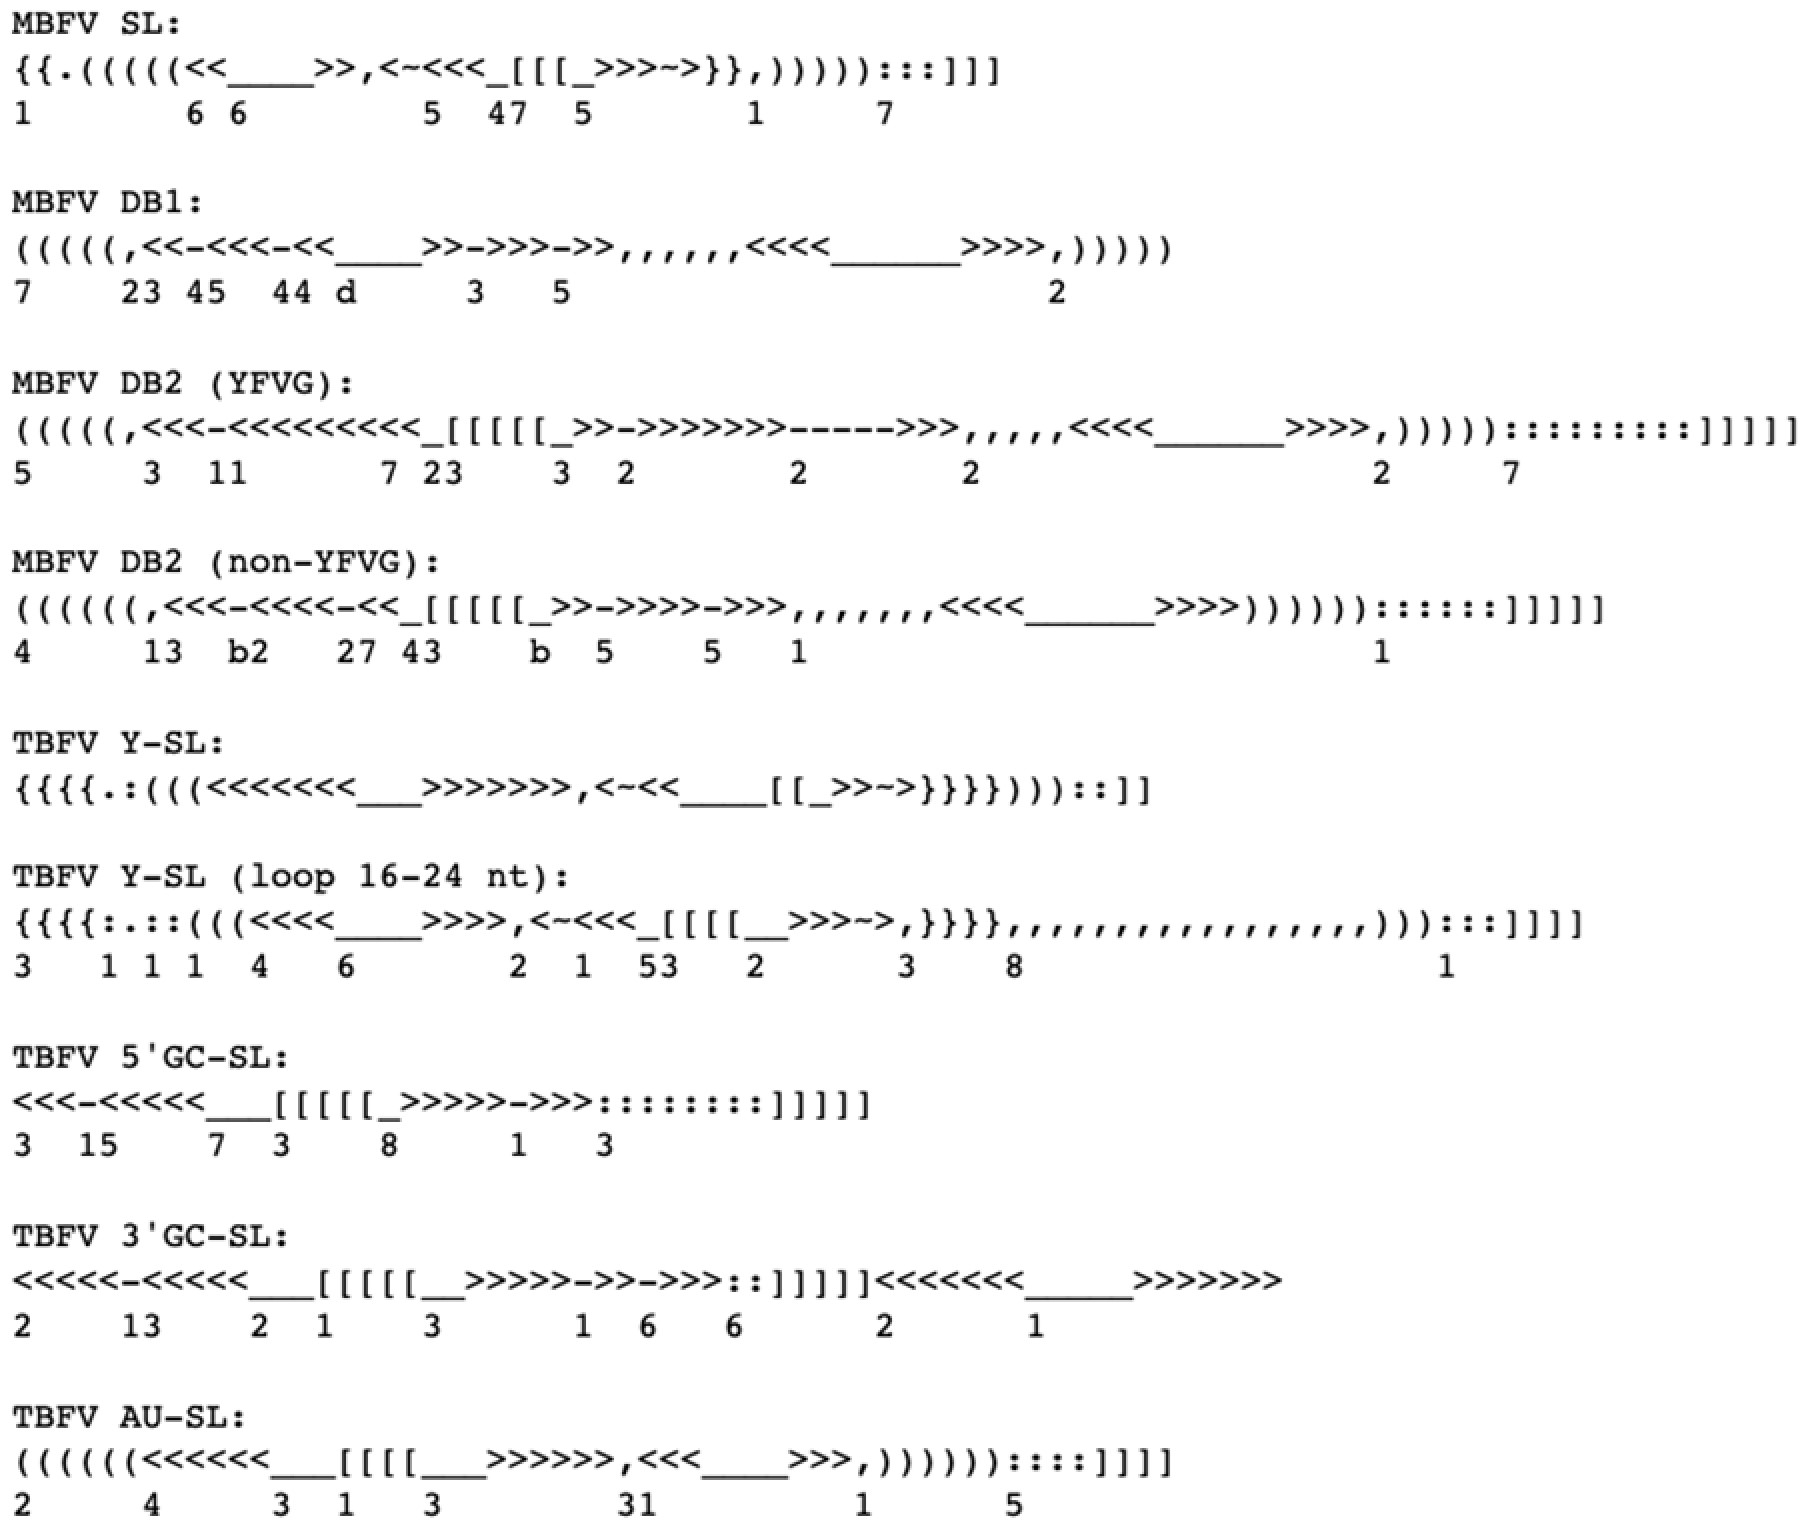 MBFV SL:
{{.(((((<<____>>,<~<<<_[[[_>>>~>}},))))):::]]]
1       6 6        5  47  5       1     7
MBFV DB1:
(((((,<<-<<<-<<____>>->>>->>,,,,,,<<<<______>>>>,)))))
7    23 45  44 d     3   5                      2
MBFV DB2 (YFVG):
(((((,<<<-<<<<<<<<<_[[[[[_>>->>>>>>>----->>>,,,,,<<<<______>>>>,))))):::::::::]]]]]
5     3  11      7 23    3  2       2       2                  2     7
MBFV DB2 (non-YFVG):
((((((,<<<-<<<<-<<_[[[[[_>>->>>>->>>,,,,,,,<<<<______>>>>))))))::::::]]]]]
4     13  b2   27 43    b  5    5   1                          1
TBFV Y-SL:
{{{{.:(((<<<<<<<___>>>>>>>,<~<<____[[_>>~>}}}})))::]]
TBFV Y-SL (loop 16-24 nt):
{{{{:.::(((<<<<____>>>>,<~<<<_[[[[__>>>~>,}}}},,,,,,,,,,,,,,,,,))):::]]]]
3   1 1 1  4   6       2  1  53   2      3    8                   1
TBFV 5'GC-SL:
<<<-<<<<<___[[[[[_>>>>>->>>::::::::]]]]]
3  15    7  3    8     1   3
TBFV 3'GC-SL:
<<<<<-<<<<<___[[[[[__>>>>>->>->>>::]]]]]<<<<<<<_____>>>>>>>
2    13    2  1    3      1  6   6      2      1
TBFV AU-SL:
((((((<<<<<<___[[[[___>>>>>>,<<<____>>>,))))))::::]]]]
2     4     3  1   3        31         1      5